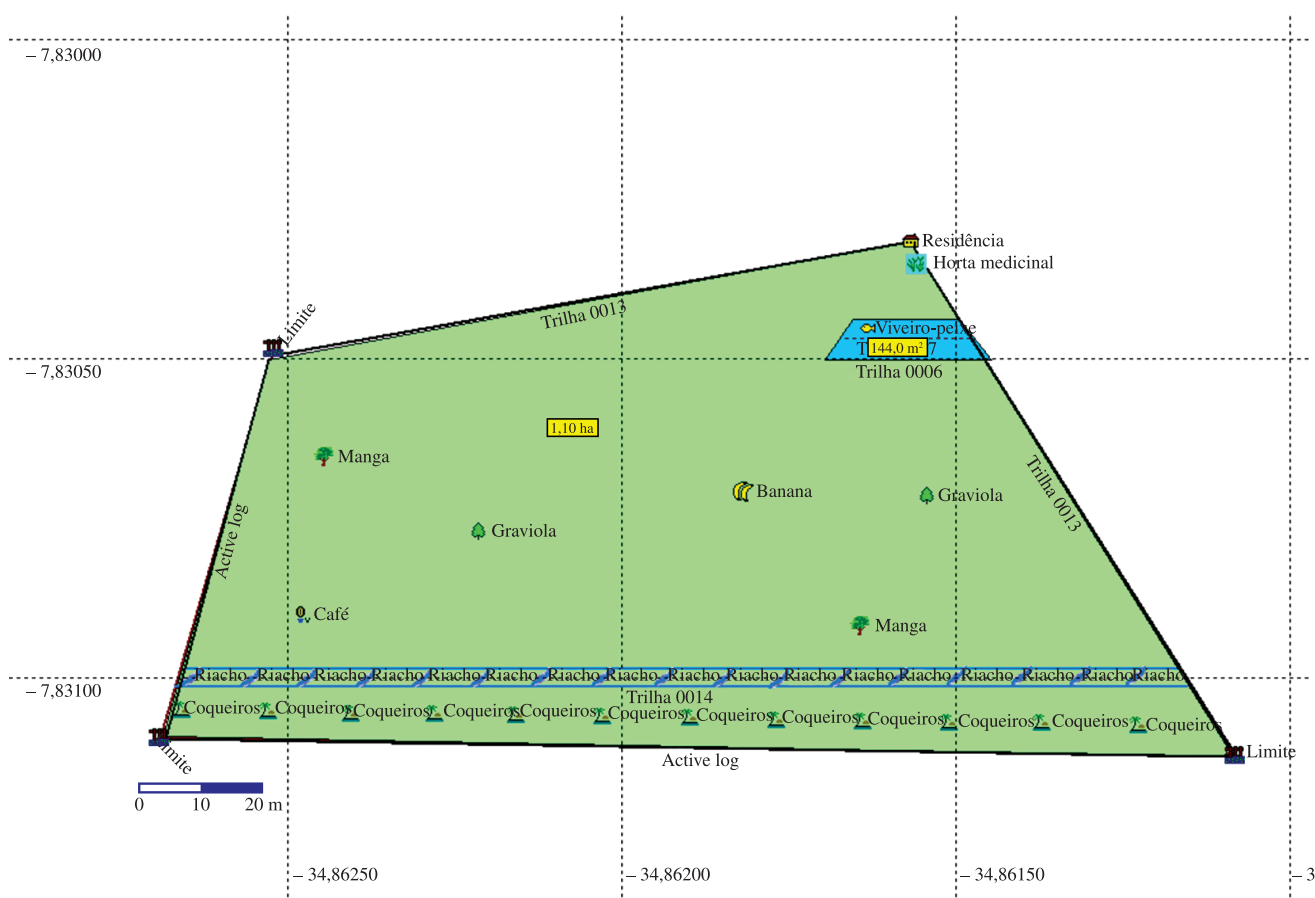 – 7,83000
Residência
Horta medicinal
Limite
Trilha 0013
Viveiro-peixe
144,0 m²
7
– 7,83050
Trilha 0006
1,10 ha
Manga
Banana
Graviola
Trilha 0013
Graviola
Active log
Café
Manga
Riacho Riacho Riacho Riacho Riacho Riacho Riacho Riacho Riacho Riacho Riacho Riacho Riacho Riacho Riacho Riacho Riacho
– 7,83100
Trilha 0014
Coqueiros Coqueiros Coqueiros Coqueiros Coqueiros Coqueiros Coqueiros Coqueiros Coqueiros Coqueiros Coqueiros Coqueiros
Limite
Limite
Active log
0 10 20 m
– 34,86250
– 34,86200
– 34,86150
– 3